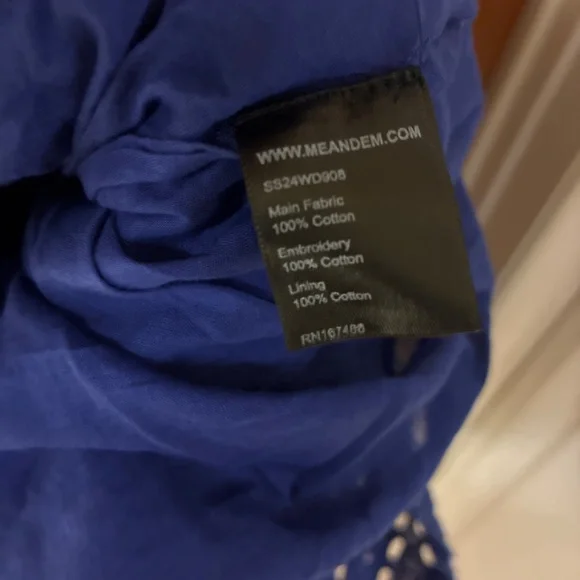 WWW.MEANDEM.COM
SS24WD908
Main Fabric
100% Cotton
Embroidery
100% Cotton
Lining
100% Cotton
RN167486